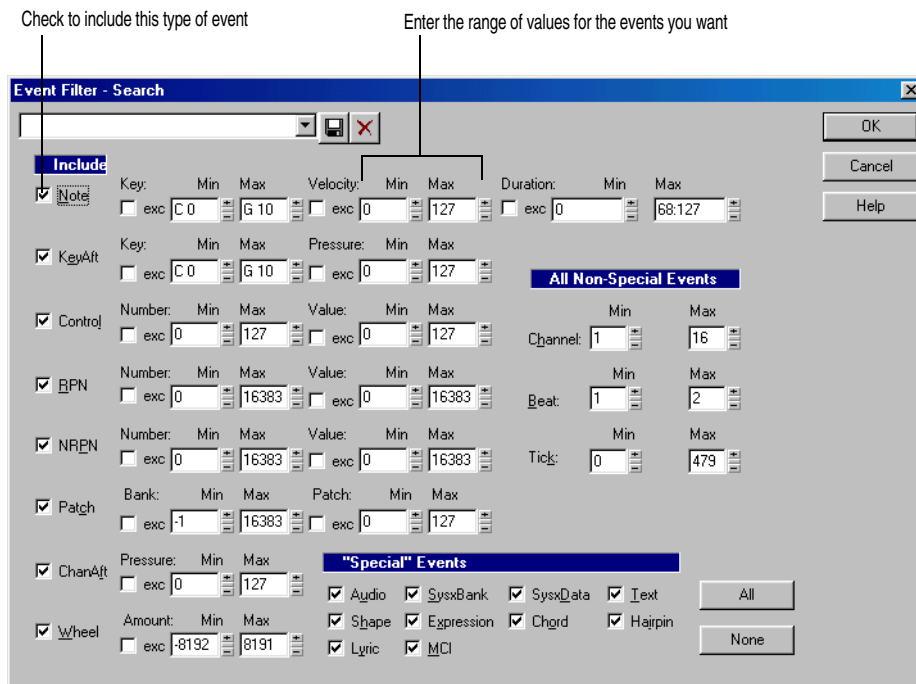 Check to include this type of event
Enter the range of values for the events you want
Event Filter - Search
OK
Cancel
Help
Include
Note
Key: Min Max Velocity: Min Max Duration: Min Max
exc C 0 G 10 exc 0 127 exc 0 68:127
KeyAft
Key: Min Max Pressure: Min Max
exc C 0 G 10 exc 0 127
Control
Number: Min Max Value: Min Max
exc 0 127 exc 0 127
RPN
Number: Min Max Value: Min Max
exc 0 16383 exc 0 16383
NRPN
Number: Min Max Value: Min Max
exc 0 16383 exc 0 16383
Patch
Bank: Min Max Patch: Min Max
exc -1 16383 exc 0 127
ChanAft
Pressure: Min Max
exc 0 127
Wheel
Amount: Min Max
exc -8192 8191
All Non-Special Events
Min Max
Channel: 1 16
Min Max
Beat: 1 2
Min Max
Tick: 0 479
"Special" Events
Audio SysxBank SysxData Text
Shape Expression Chord Hairpin
Lyric MCI
All
None